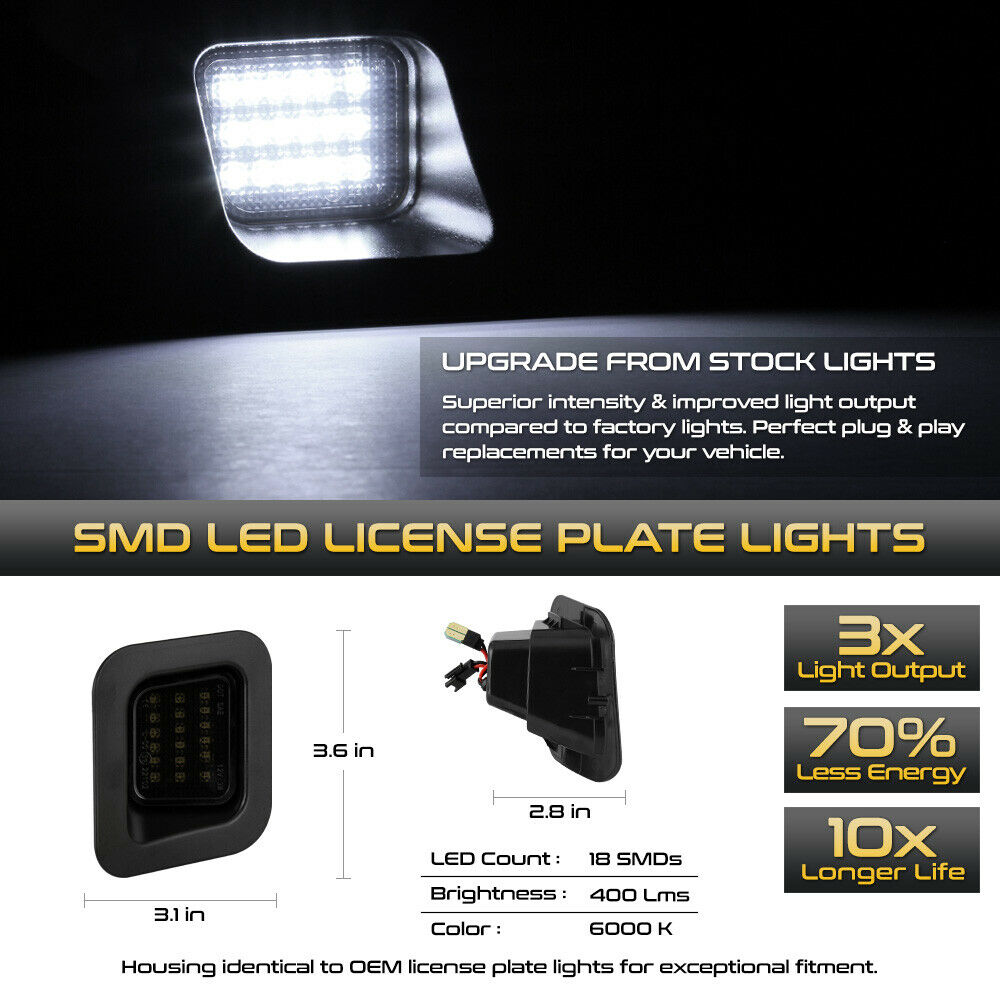 UPGRADE FROM STOCK LIGHTS
Superior intensity & improved light output
compared to factory lights. Perfect plug & play
replacements for your vehicle.
SMD LED LICENSE PLATE LIGHTS
3x
Light Output
3.6 in
70%
Less Energy
2.8 in
10x
Longer Life
LED Count : 18 SMDs
Brightness : 400 Lms
3.1 in
Color : 6000 K
Housing identical to OEM license plate lights for exceptional fitment.
DOT SAE